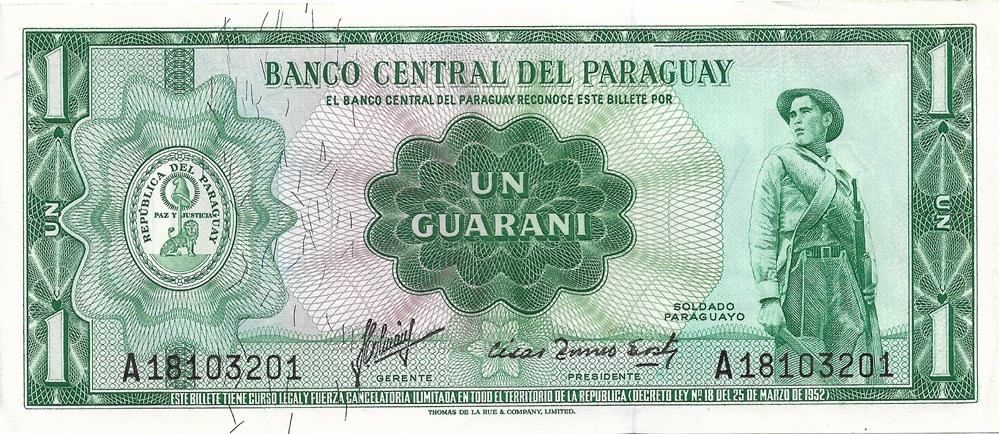 1
1
BANCO CENTRAL DEL PARAGUAY
EL BANCO CENTRAL DEL PARAGUAY RECONOCE ESTE BILLETE POR
REPÚBLICA DEL PARAGUAY
PAZ Y JUSTICIA
UN
UN
GUARANI
UN
SOLDADO
PARAGUAYO
1
1
A18103201
GERENTE
PRESIDENTE
A18103201
ESTE BILLETE TIENE CURSO LEGAL Y FUERZA CANCELATORIA ILIMITADA EN TODO EL TERRITORIO DE LA REPUBLICA (DECRETO LEY Nº 18 DEL 25 DE MARZO DE 1952)
THOMAS DE LA RUE & COMPANY, LIMITED.